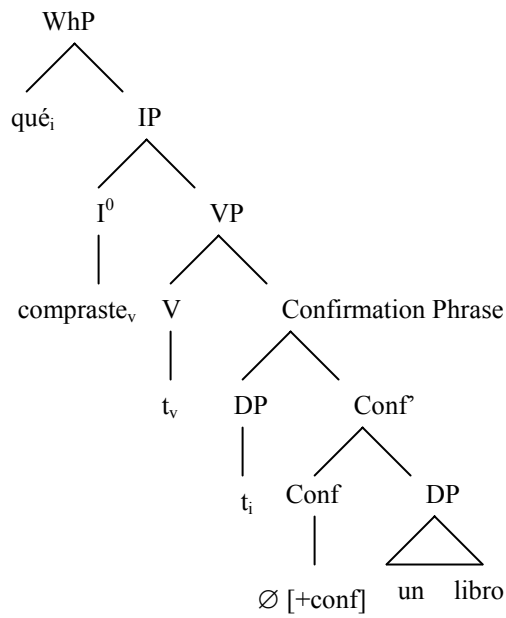 WhP
quéᵢ IP
I⁰ VP
comprasteᵥ V Confirmation Phrase
tᵥ DP Conf’
tᵢ Conf DP
∅ [+conf] un libro